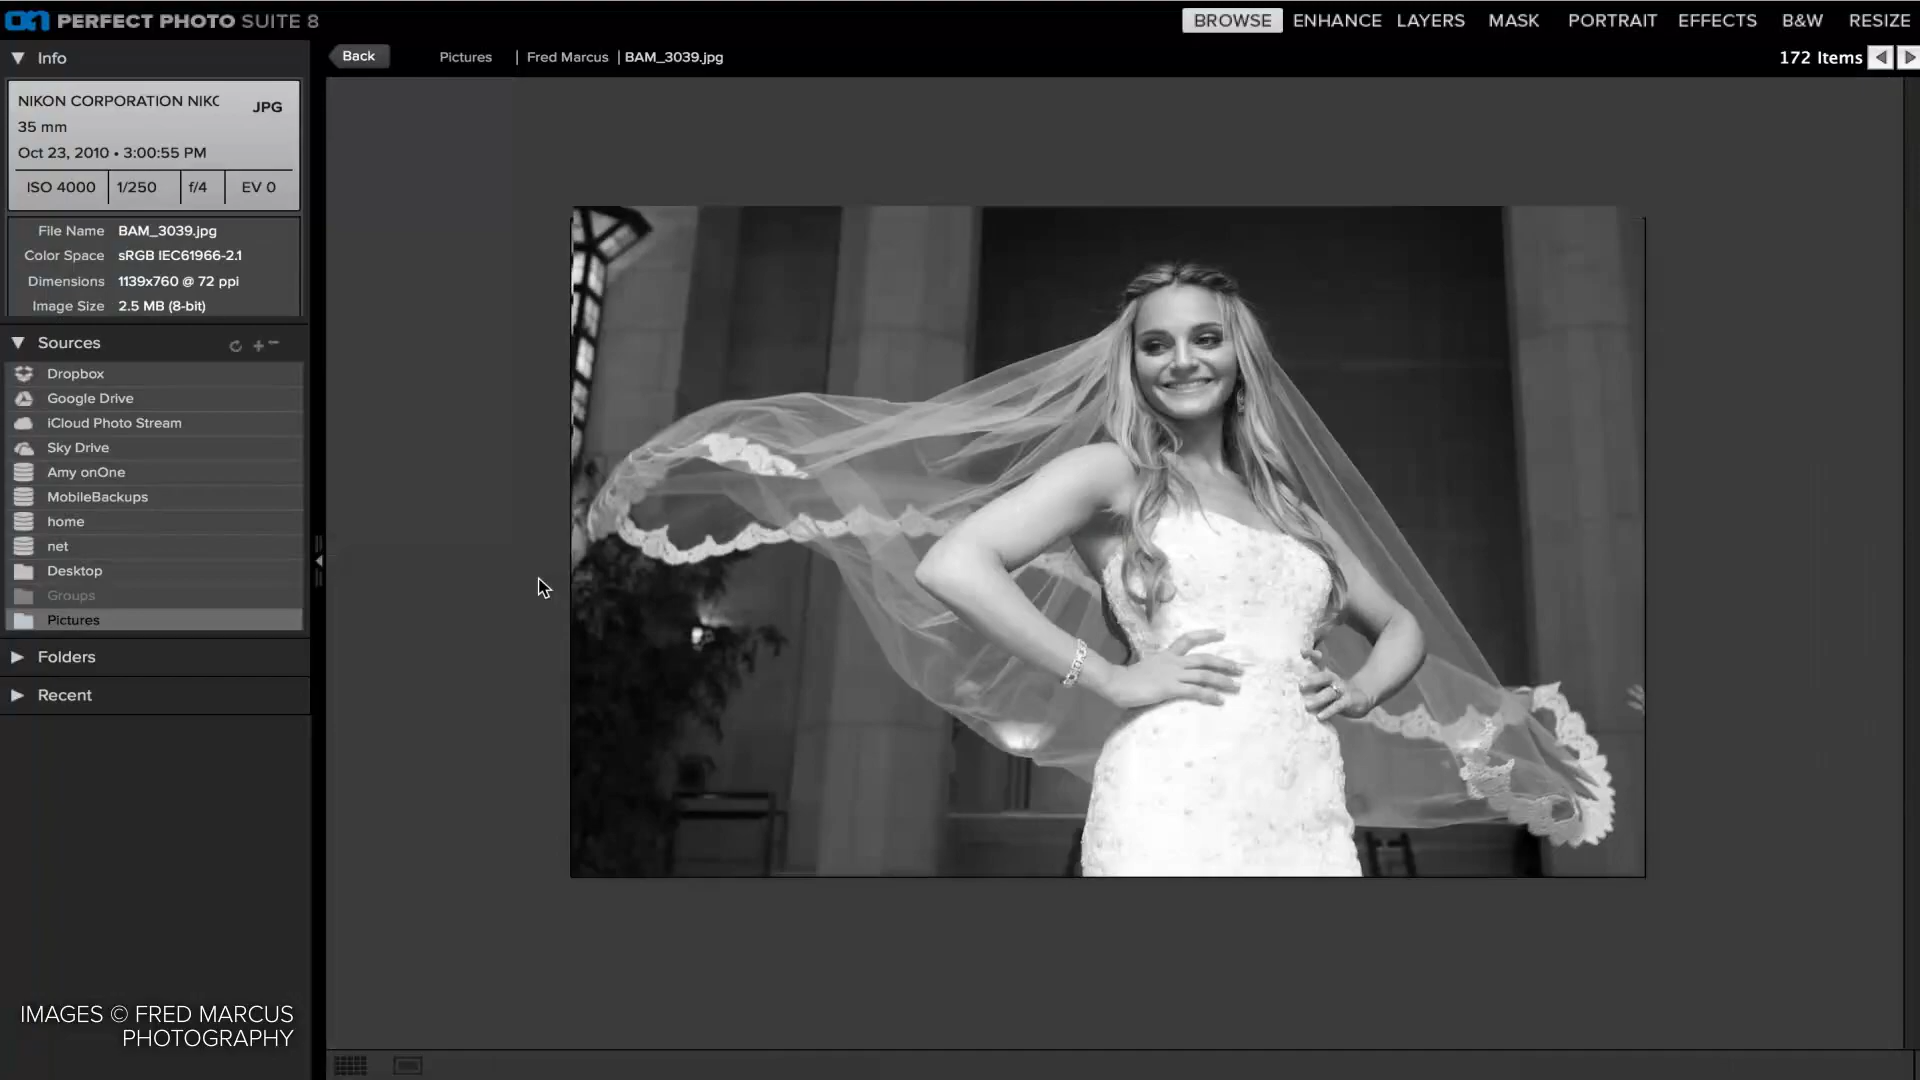 on PERFECT PHOTO SUITE 8
BROWSE ENHANCE LAYERS MASK PORTRAIT EFFECTS B&W RESIZE
Info
Back
Pictures | Fred Marcus | BAM_3039.jpg
172 Items
NIKON CORPORATION NIKC
JPG
35 mm
Oct 23, 2010 • 3:00:55 PM
ISO 4000 1/250 f/4 EV 0
File Name BAM_3039.jpg
Color Space sRGB IEC61966-2.1
Dimensions 1139x760 @ 72 ppi
Image Size 2.5 MB (8-bit)
Sources
Dropbox
Google Drive
iCloud Photo Stream
Sky Drive
Amy onOne
MobileBackups
home
net
Desktop
Groups
Pictures
Folders
Recent
IMAGES © FRED MARCUS
PHOTOGRAPHY